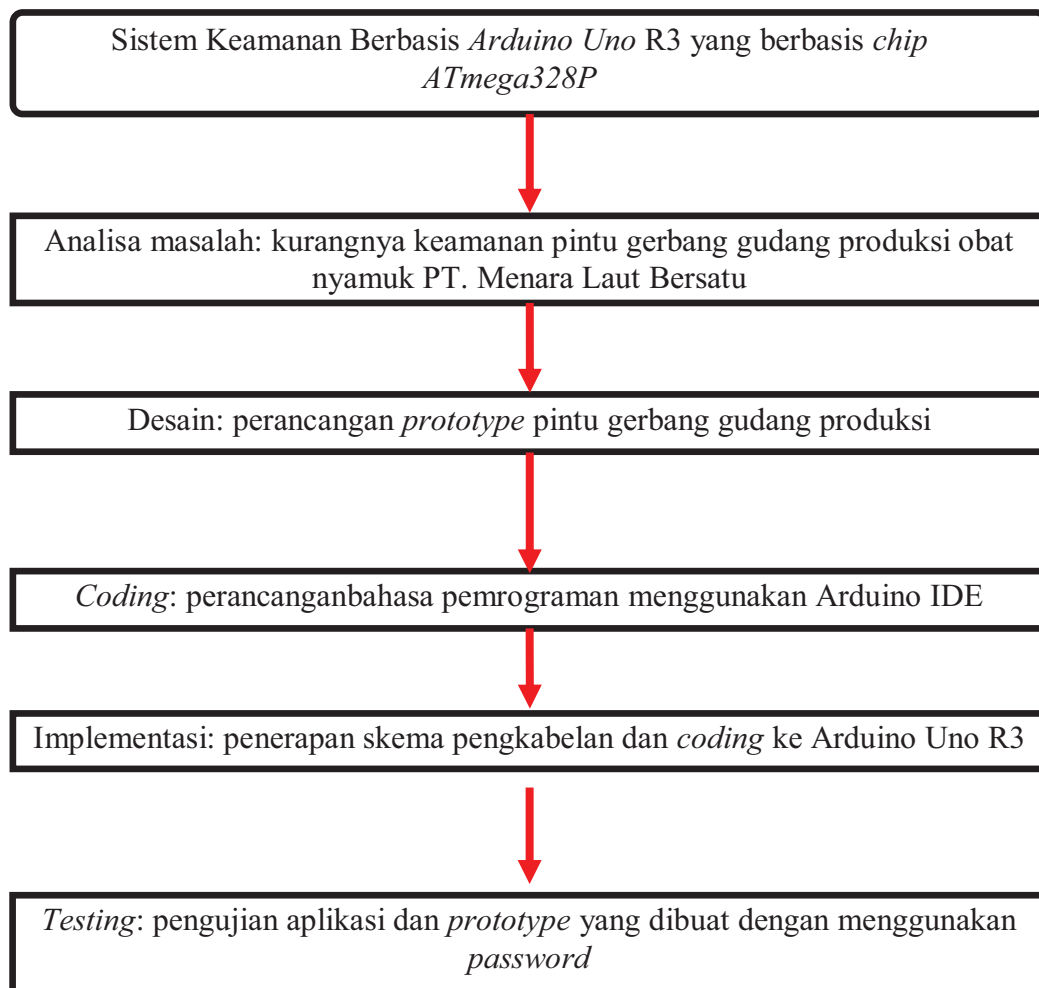 Sistem Keamanan Berbasis Arduino Uno R3 yang berbasis chip
ATmega328P
Analisa masalah: kurangnya keamanan pintu gerbang gudang produksi obat
nyamuk PT. Menara Laut Bersatu
Desain: perancangan prototype pintu gerbang gudang produksi
Coding: perancanganbahasa pemrograman menggunakan Arduino IDE
Implementasi: penerapan skema pengkabelan dan coding ke Arduino Uno R3
Testing: pengujian aplikasi dan prototype yang dibuat dengan menggunakan
password